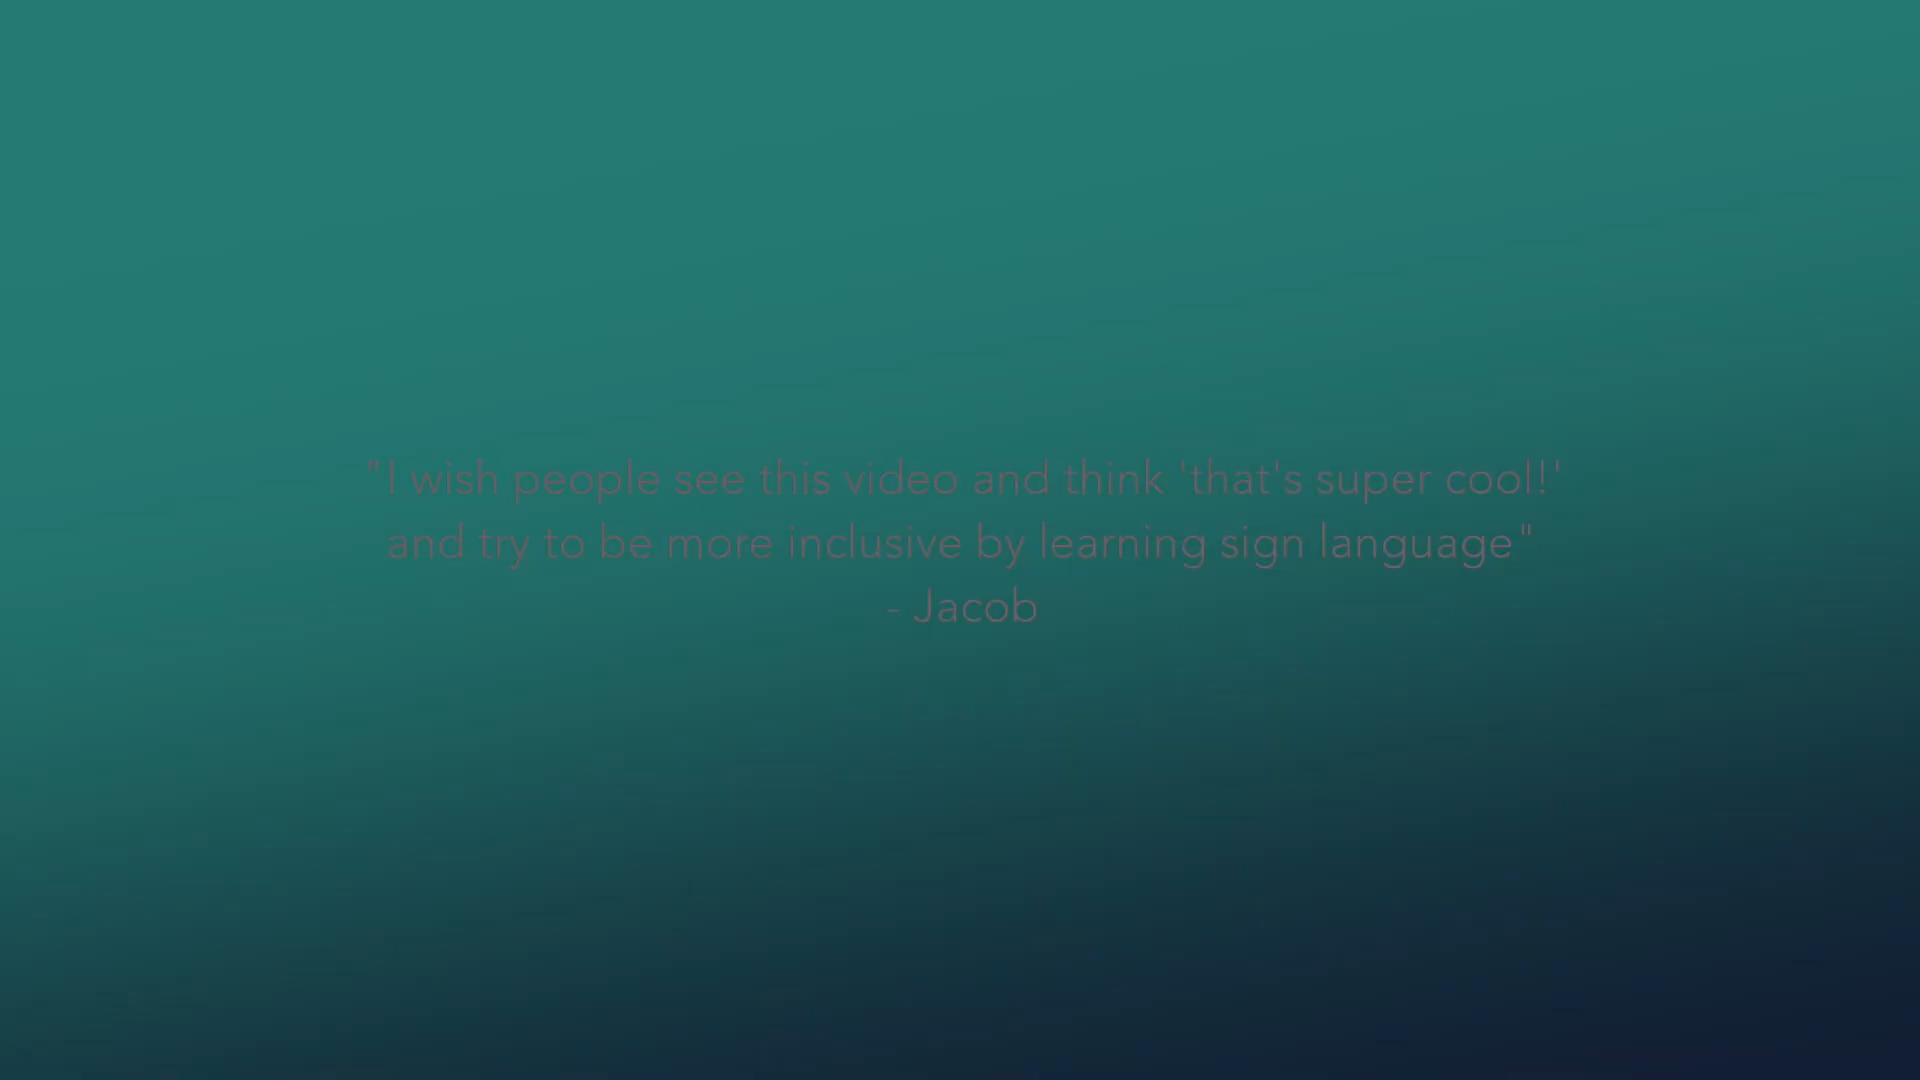 "I wish people see this video and think 'that's super cool!'
and try to be more inclusive by learning sign language"
- Jacob